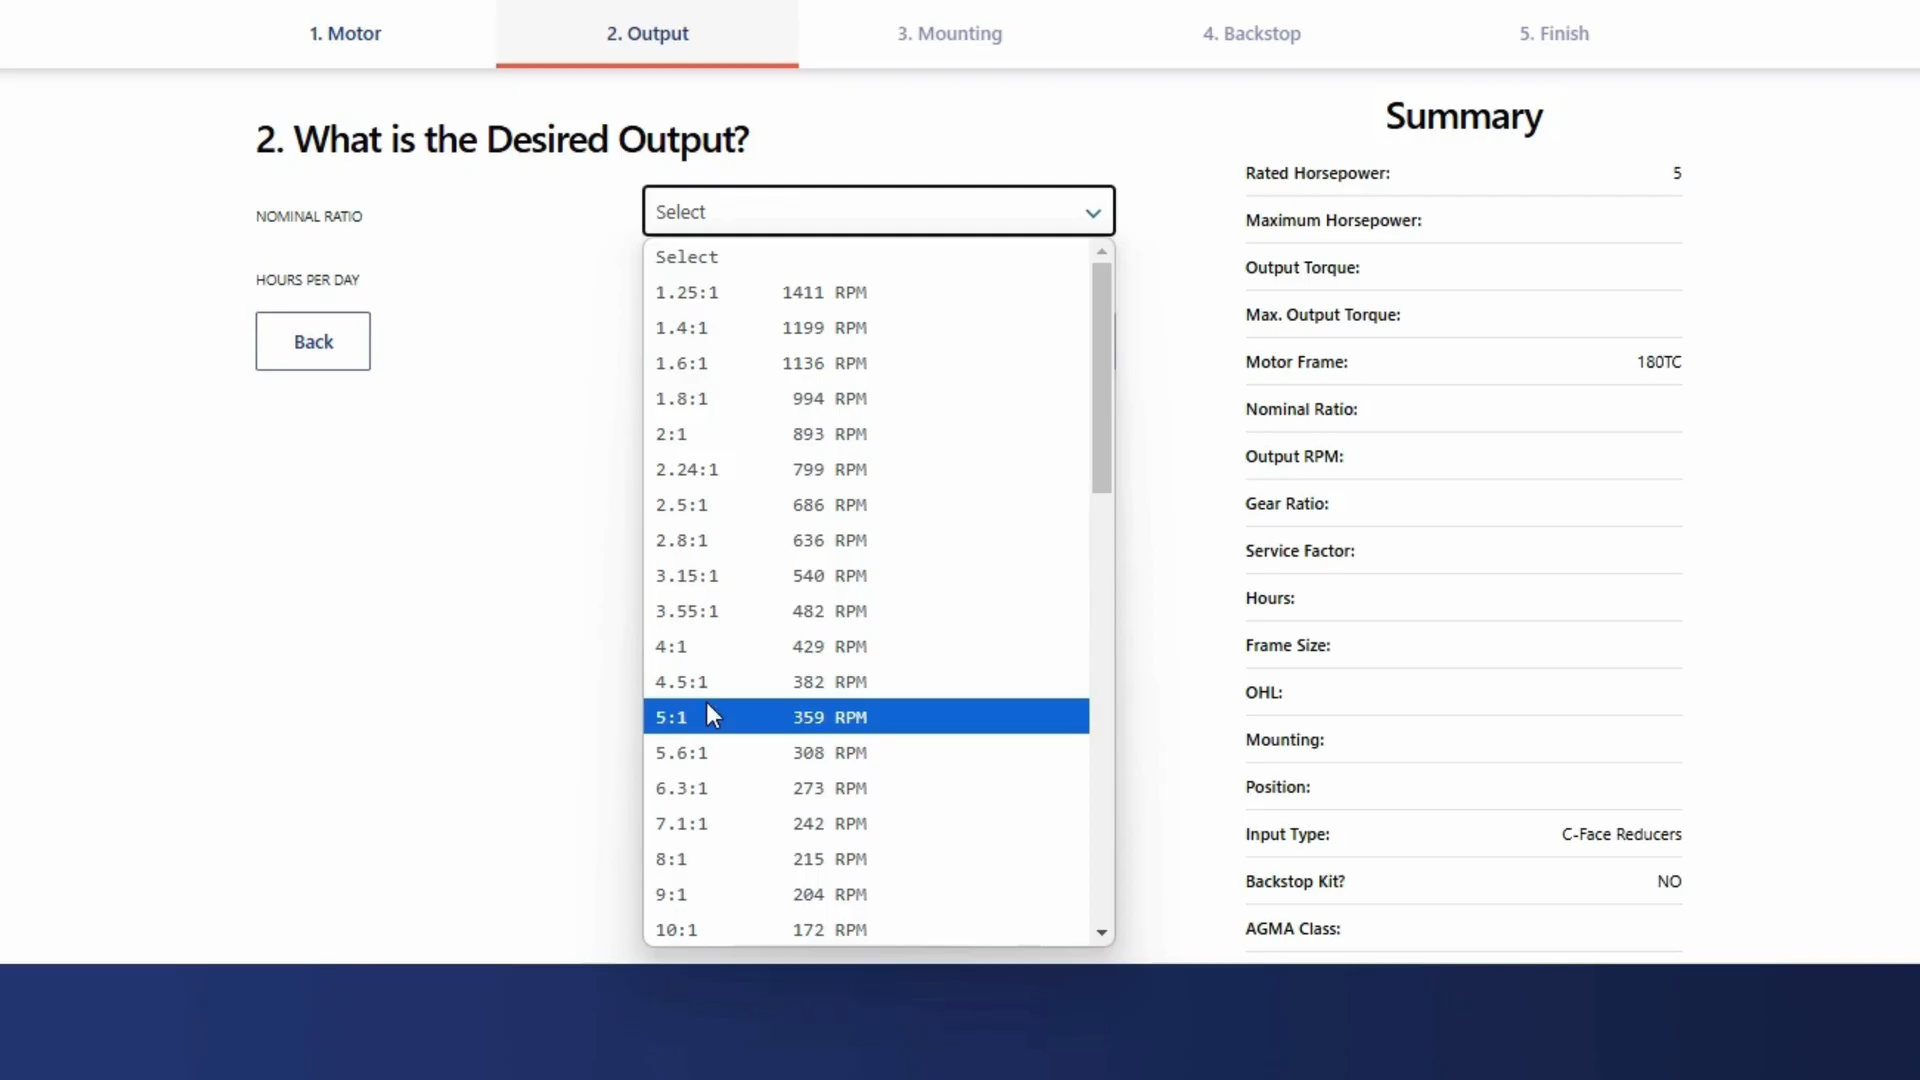 1. Motor
2. Output
3. Mounting
4. Backstop
5. Finish
2. What is the Desired Output?
NOMINAL RATIO
HOURS PER DAY
Back
Select
Select
1.25:1 1411 RPM
1.4:1 1199 RPM
1.6:1 1136 RPM
1.8:1 994 RPM
2:1 893 RPM
2.24:1 799 RPM
2.5:1 686 RPM
2.8:1 636 RPM
3.15:1 540 RPM
3.55:1 482 RPM
4:1 429 RPM
4.5:1 382 RPM
5:1 359 RPM
5.6:1 308 RPM
6.3:1 273 RPM
7.1:1 242 RPM
8:1 215 RPM
9:1 204 RPM
10:1 172 RPM
Summary
Rated Horsepower: 5
Maximum Horsepower:
Output Torque:
Max. Output Torque:
Motor Frame: 180TC
Nominal Ratio:
Output RPM:
Gear Ratio:
Service Factor:
Hours:
Frame Size:
OHL:
Mounting:
Position:
Input Type: C-Face Reducers
Backstop Kit? NO
AGMA Class: